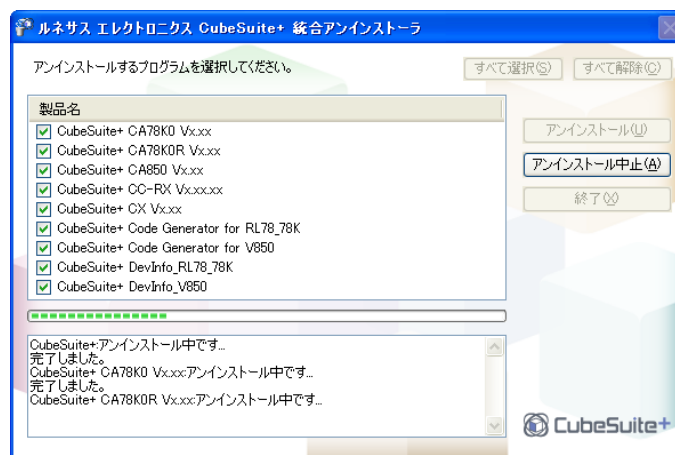 ルネサス エレクトロニクス CubeSuite+ 統合アンインストーラ
アンインストールするプログラムを選択してください。
すべて選択(S)
すべて解除(C)
製品名
CubeSuite+ CA78K0 Vx.xx
CubeSuite+ CA78K0R Vx.xx
CubeSuite+ CA850 Vx.xx
CubeSuite+ CC-RX Vx.xx.xx
CubeSuite+ CX Vx.xx
CubeSuite+ Code Generator for RL78_78K
CubeSuite+ Code Generator for V850
CubeSuite+ DevInfo_RL78_78K
CubeSuite+ DevInfo_V850
アンインストール(U)
アンインストール中止(A)
終了(X)
CubeSuite+:アンインストール中です...
完了しました。
CubeSuite+ CA78K0 Vx.xx:アンインストール中です...
完了しました。
CubeSuite+ CA78K0R Vx.xx:アンインストール中です...
CubeSuite+